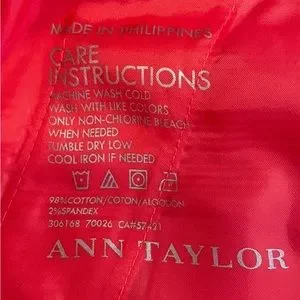 MADE IN PHILIPPINES
CARE
INSTRUCTIONS
MACHINE WASH COLD
WASH WITH LIKE COLORS
ONLY NON-CHLORINE BLEACH
WHEN NEEDED
TUMBLE DRY LOW
COOL IRON IF NEEDED
98%COTTON/COTON/ALGODON
2%SPANDEX
306168 70026 CA#57421
ANN TAYLOR